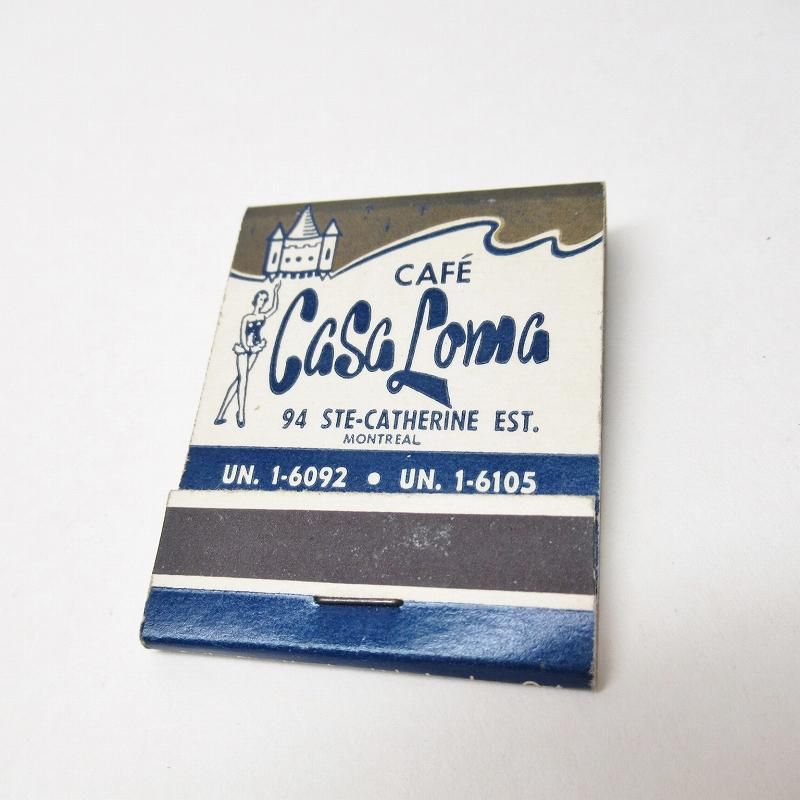 CAFÉ
Casa Loma
94 STE-CATHERINE EST.
MONTREAL
UN. 1-6092 • UN. 1-6105